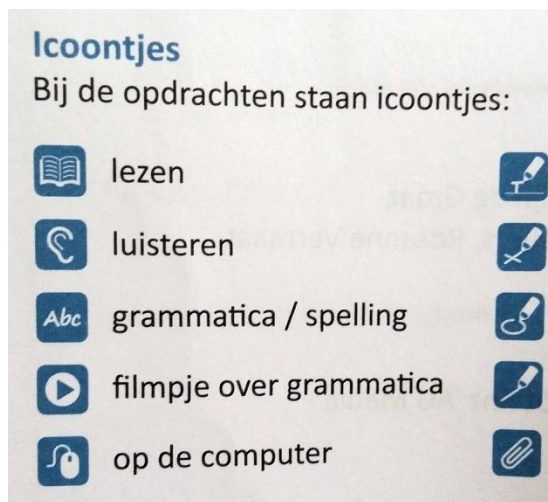 Icoontjes
Bij de opdrachten staan icoontjes:
lezen
luisteren
Abc grammatica / spelling
filmpje over grammatica
op de computer